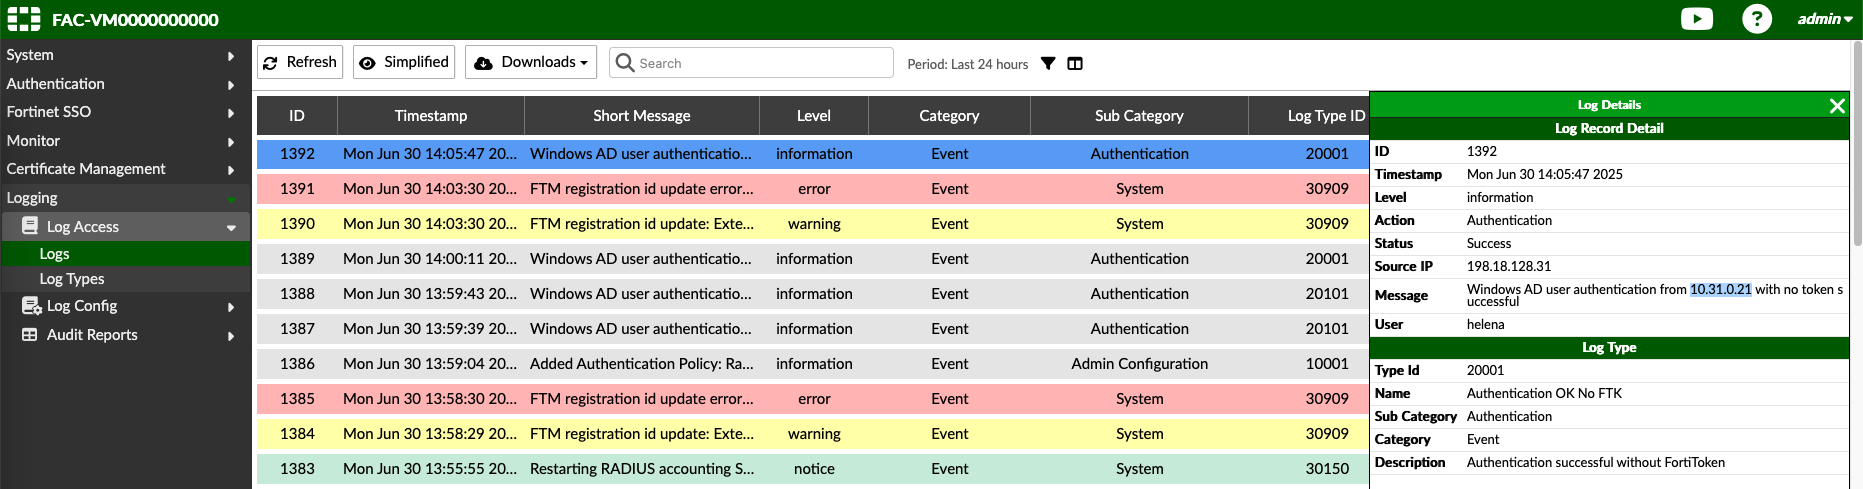 FAC-VM0000000000
admin
System
Authentication
Fortinet SSO
Monitor
Certificate Management
Logging
Log Access
Logs
Log Types
Log Config
Audit Reports
Refresh
Simplified
Downloads
Search
Period: Last 24 hours
ID Timestamp Short Message Level Category Sub Category Log Type ID
1392 Mon Jun 30 14:05:47 20... Windows AD user authenticatio... information Event Authentication 20001
1391 Mon Jun 30 14:03:30 20... FTM registration id update error... error Event System 30909
1390 Mon Jun 30 14:03:30 20... FTM registration id update: Exte... warning Event System 30909
1389 Mon Jun 30 14:00:11 20... Windows AD user authenticatio... information Event Authentication 20001
1388 Mon Jun 30 13:59:43 20... Windows AD user authenticatio... information Event Authentication 20101
1387 Mon Jun 30 13:59:39 20... Windows AD user authenticatio... information Event Authentication 20101
1386 Mon Jun 30 13:59:04 20... Added Authentication Policy: Ra... information Event Admin Configuration 10001
1385 Mon Jun 30 13:58:30 20... FTM registration id update error... error Event System 30909
1384 Mon Jun 30 13:58:29 20... FTM registration id update: Exte... warning Event System 30909
1383 Mon Jun 30 13:55:55 20... Restarting RADIUS accounting S... notice Event System 30150
Log Details
Log Record Detail
ID 1392
Timestamp Mon Jun 30 14:05:47 2025
Level information
Action Authentication
Status Success
Source IP 198.18.128.31
Message Windows AD user authentication from 10.31.0.21 with no token s
uccessful
User helena
Log Type
Type Id 20001
Name Authentication OK No FTK
Sub Category Authentication
Category Event
Description Authentication successful without FortiToken